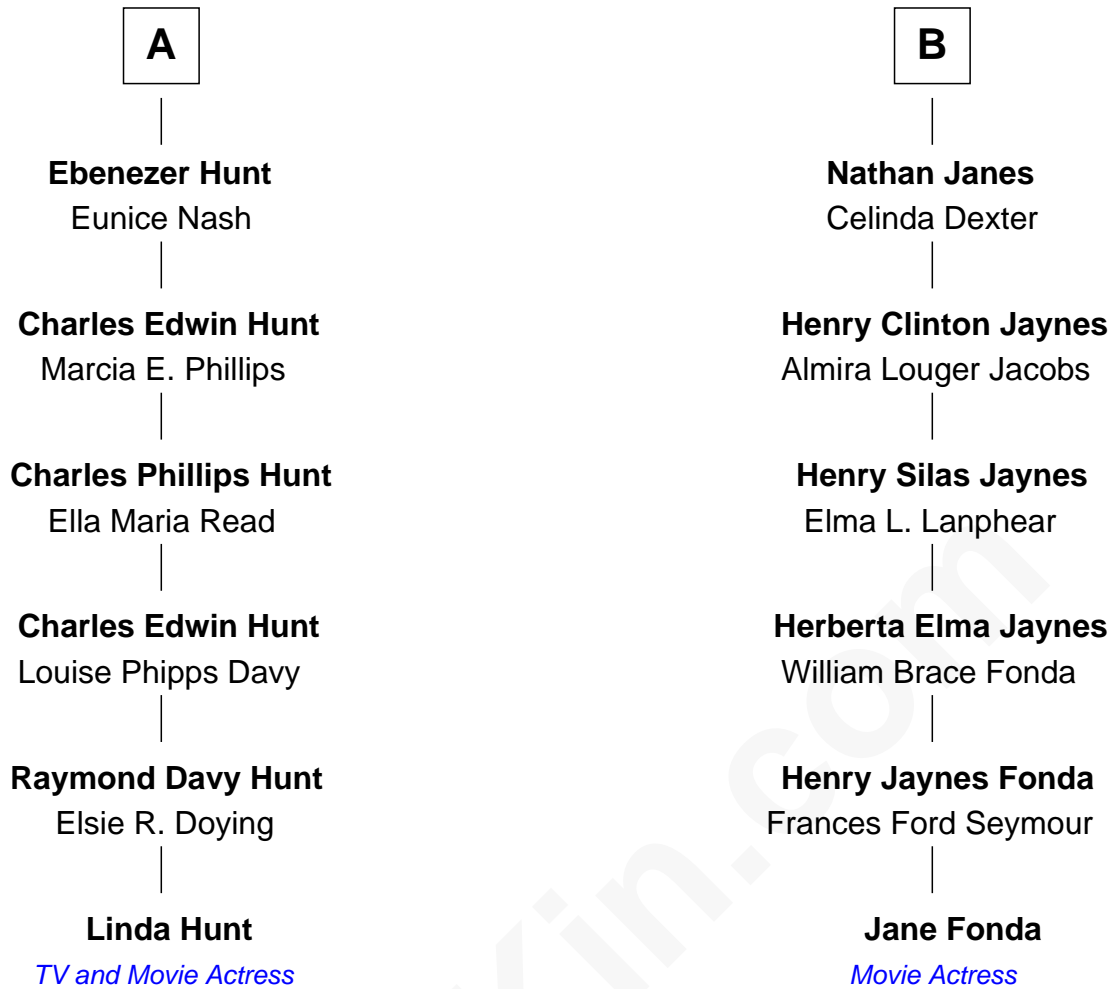 A
Ebenezer Hunt
Eunice Nash
Charles Edwin Hunt
Marcia E. Phillips
Charles Phillips Hunt
Ella Maria Read
Charles Edwin Hunt
Louise Phipps Davy
Raymond Davy Hunt
Elsie R. Doying
Linda Hunt
TV and Movie Actress
B
Nathan Janes
Celinda Dexter
Henry Clinton Jaynes
Almira Louger Jacobs
Henry Silas Jaynes
Elma L. Lanphear
Herberta Elma Jaynes
William Brace Fonda
Henry Jaynes Fonda
Frances Ford Seymour
Jane Fonda
Movie Actress